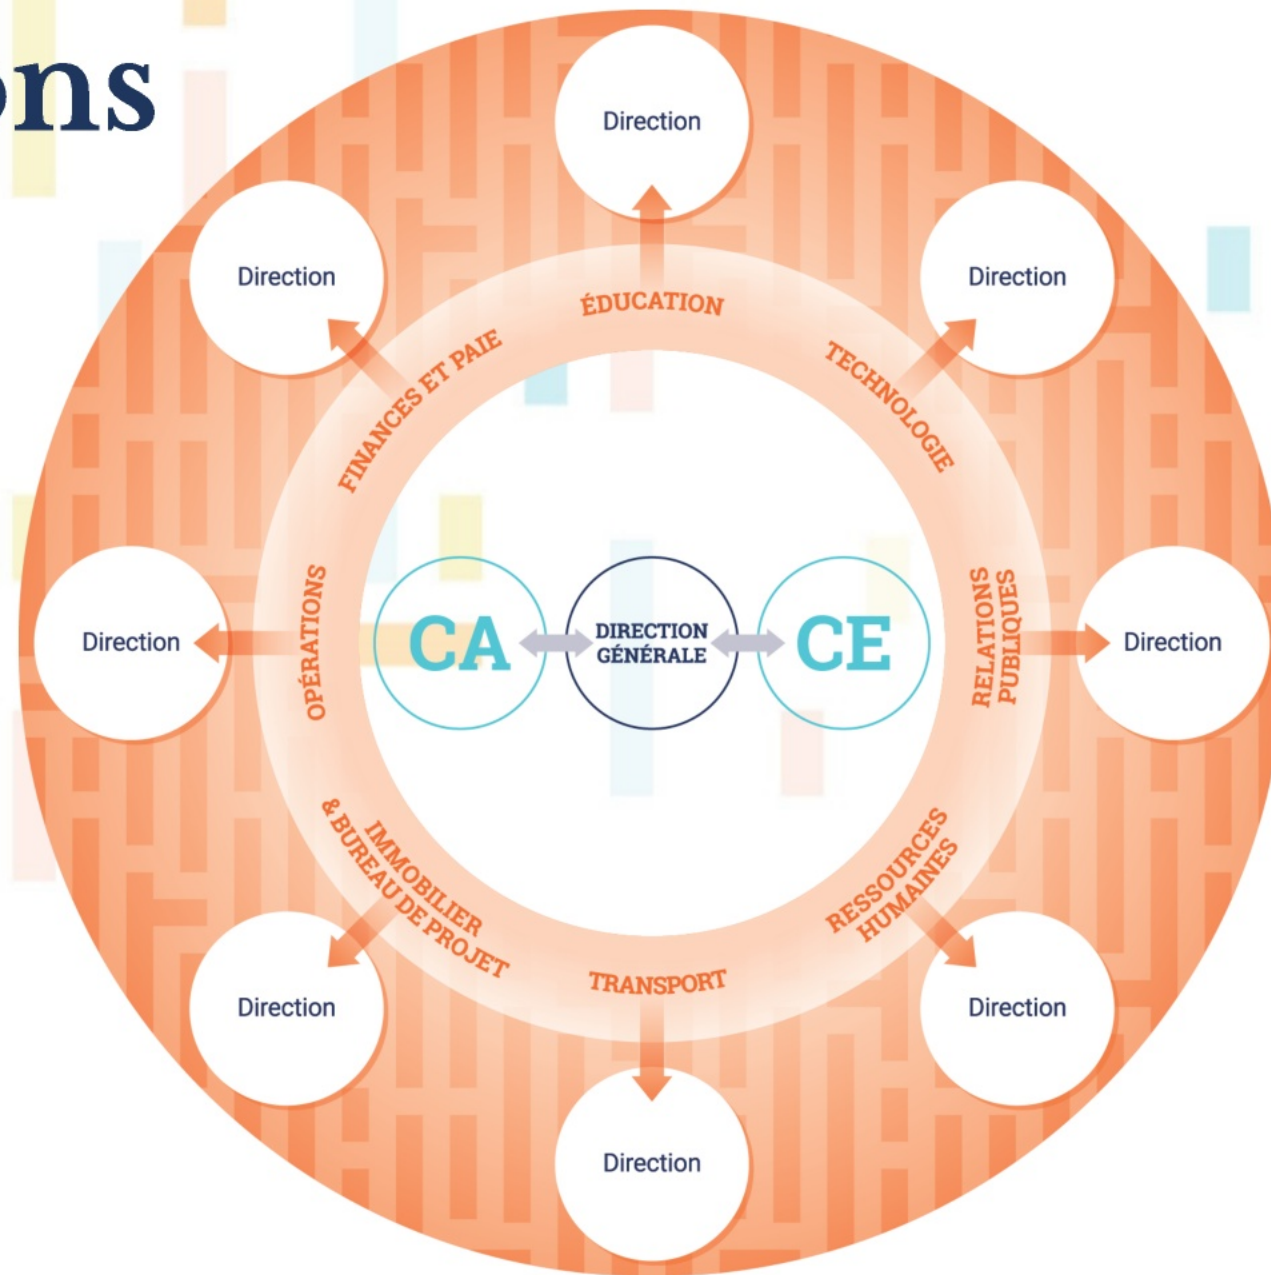 ons
Direction
Direction
Direction
ÉDUCATION
FINANCES ET PAIE
TECHNOLOGIE
Direction
OPÉRATIONS
CA
DIRECTION
GÉNÉRALE
CE
RELATIONS
PUBLIQUES
Direction
IMMOBILIER
& BUREAU DE PROJET
RESSOURCES
HUMAINES
TRANSPORT
Direction
Direction
Direction